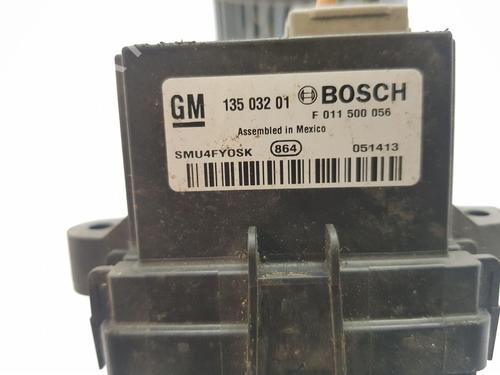 GM 135 032 01 BOSCH
F 011 500 056
Assembled in Mexico
SMU4FY0SK 864 051413